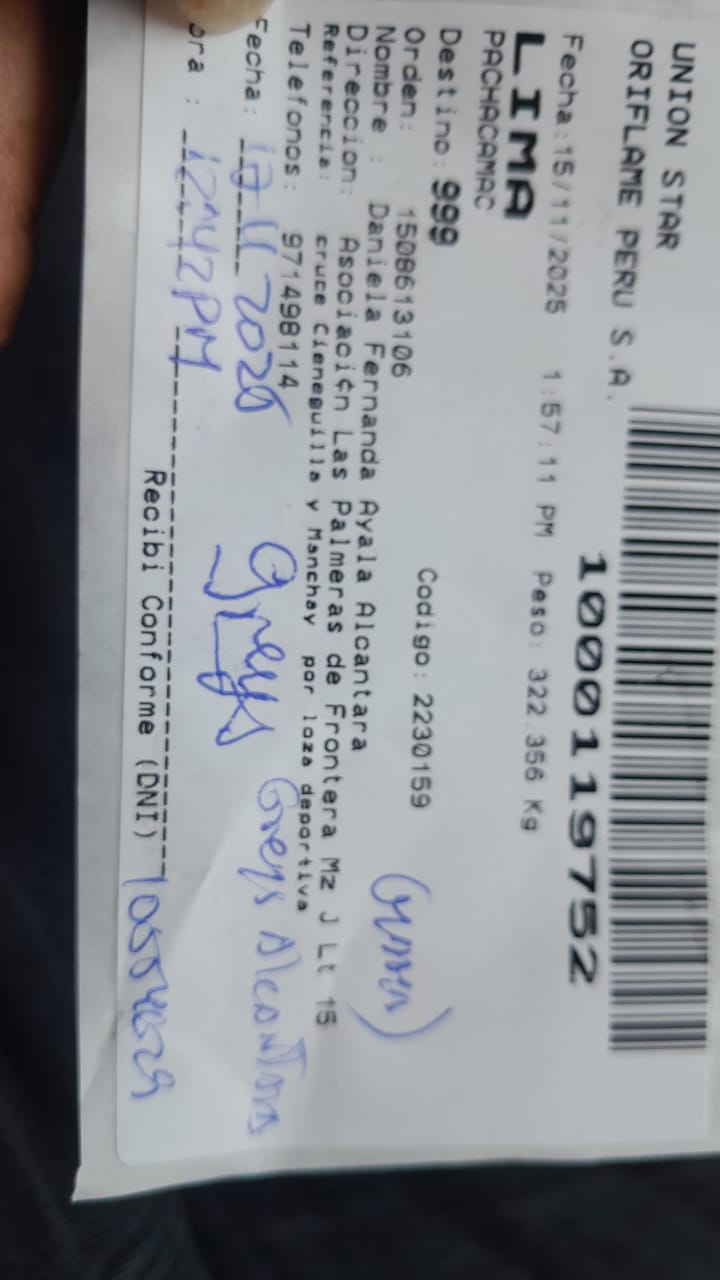 UNION STAR
ORIFLAME PERU S.A.
100011975​2
Fecha:15/11/2025 1:57:11 PM Peso: 322.356 Kg
LIMA
PACHACAMAC
Destino: 999
Orden: 1508613106 Codigo: 2230159
Nombre : Daniela Fernanda Ayala Alcantara
Direccion: Asociación Las Palmeras de Frontera Mz J Lt 15
Referencia: cruce Cieneguilla y Manchay por loza deportiva
Telefonos: 971498114
Fecha: 17 11 2025 Greys Greys Alcantara
ora : 12:42 PM
Recibi Conforme (DNI) 10554629